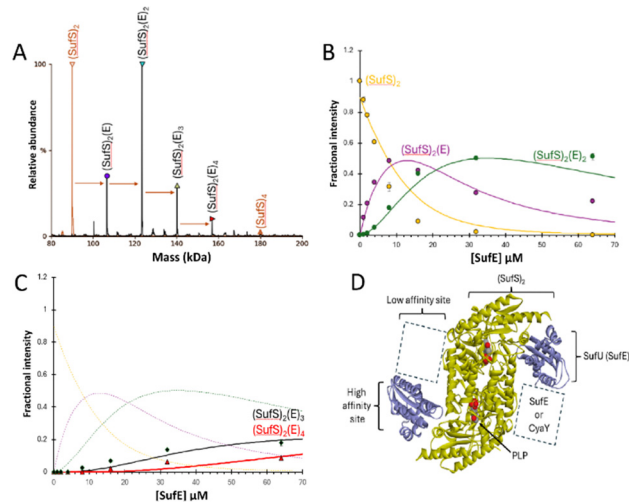 A
(SufS)2
(SufS)2(E)
(SufS)2(E)2
(SufS)2(E)3
(SufS)2(E)4
(SufS)4
Relative abundance
100
%
0
80 100 120 140 160 180 200
Mass (kDa)
B
Fractional intensity
1.2
1
0.8
0.6
0.4
0.2
0
(SufS)2
(SufS)2(E)
(SufS)2(E)2
0 10 20 30 40 50 60 70
[SufE] µM
C
Fractional intensity
1.2
1
0.8
0.6
0.4
0.2
0
(SufS)2(E)3
(SufS)2(E)4
0 10 20 30 40 50 60 70
[SufE] µM
D
(SufS)2
Low affinity site
SufU (SufE)
High
affinity
site
SufE
or
CyaY
PLP